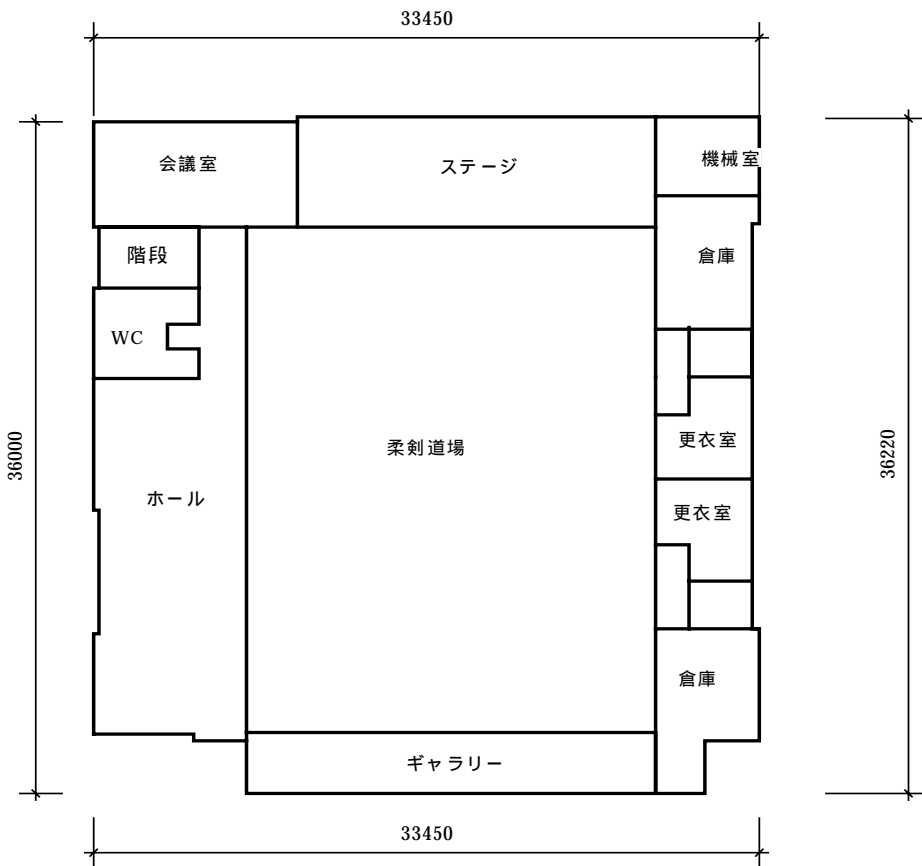 33450
会議室
ステージ
機械室
階段
倉庫
WC
36000
柔剣道場
更衣室
36220
ホール
更衣室
倉庫
ギャラリー
33450